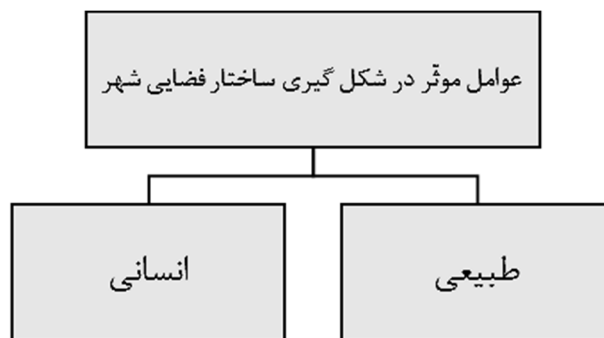 عوامل موثّر در شکل گیری ساختار فضایی شهر
طبیعی
انسانی